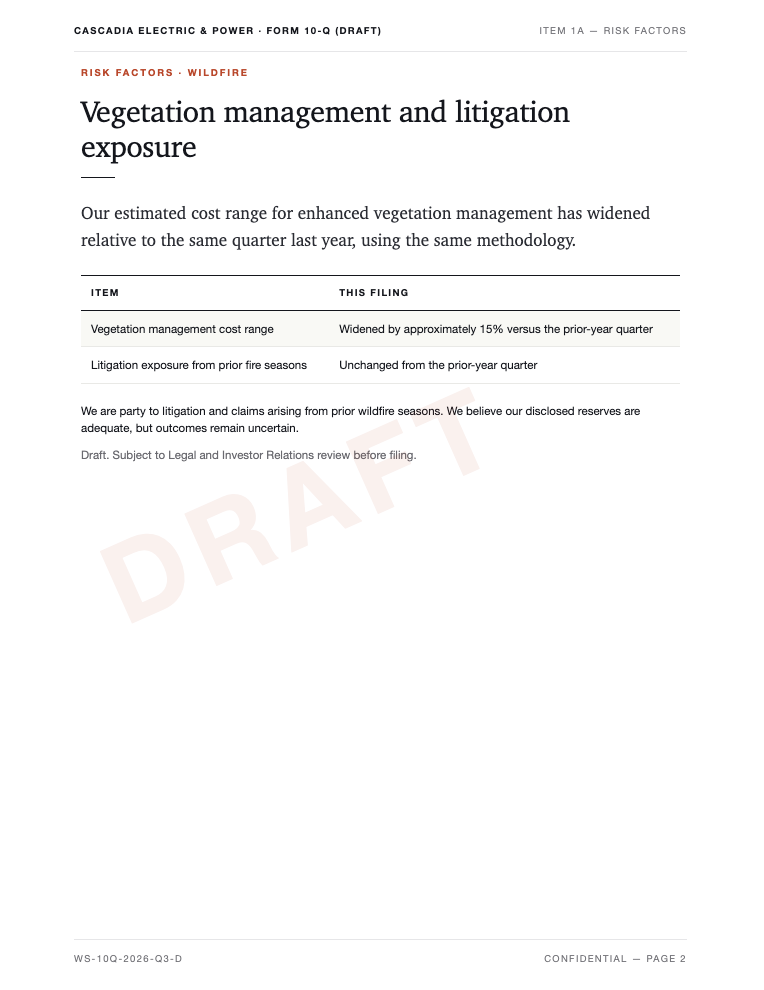 CASCADIA ELECTRIC & POWER · FORM 10-Q (DRAFT)
ITEM 1A — RISK FACTORS
RISK FACTORS · WILDFIRE
Vegetation management and litigation
exposure
Our estimated cost range for enhanced vegetation management has widened
relative to the same quarter last year, using the same methodology.
ITEM
THIS FILING
Vegetation management cost range
Widened by approximately 15% versus the prior-year quarter
Litigation exposure from prior fire seasons
Unchanged from the prior-year quarter
We are party to litigation and claims arising from prior wildfire seasons. We believe our disclosed reserves are
adequate, but outcomes remain uncertain.
Draft. Subject to Legal and Investor Relations review before filing.
DRAFT
WS-10Q-2026-Q3-D
CONFIDENTIAL — PAGE 2